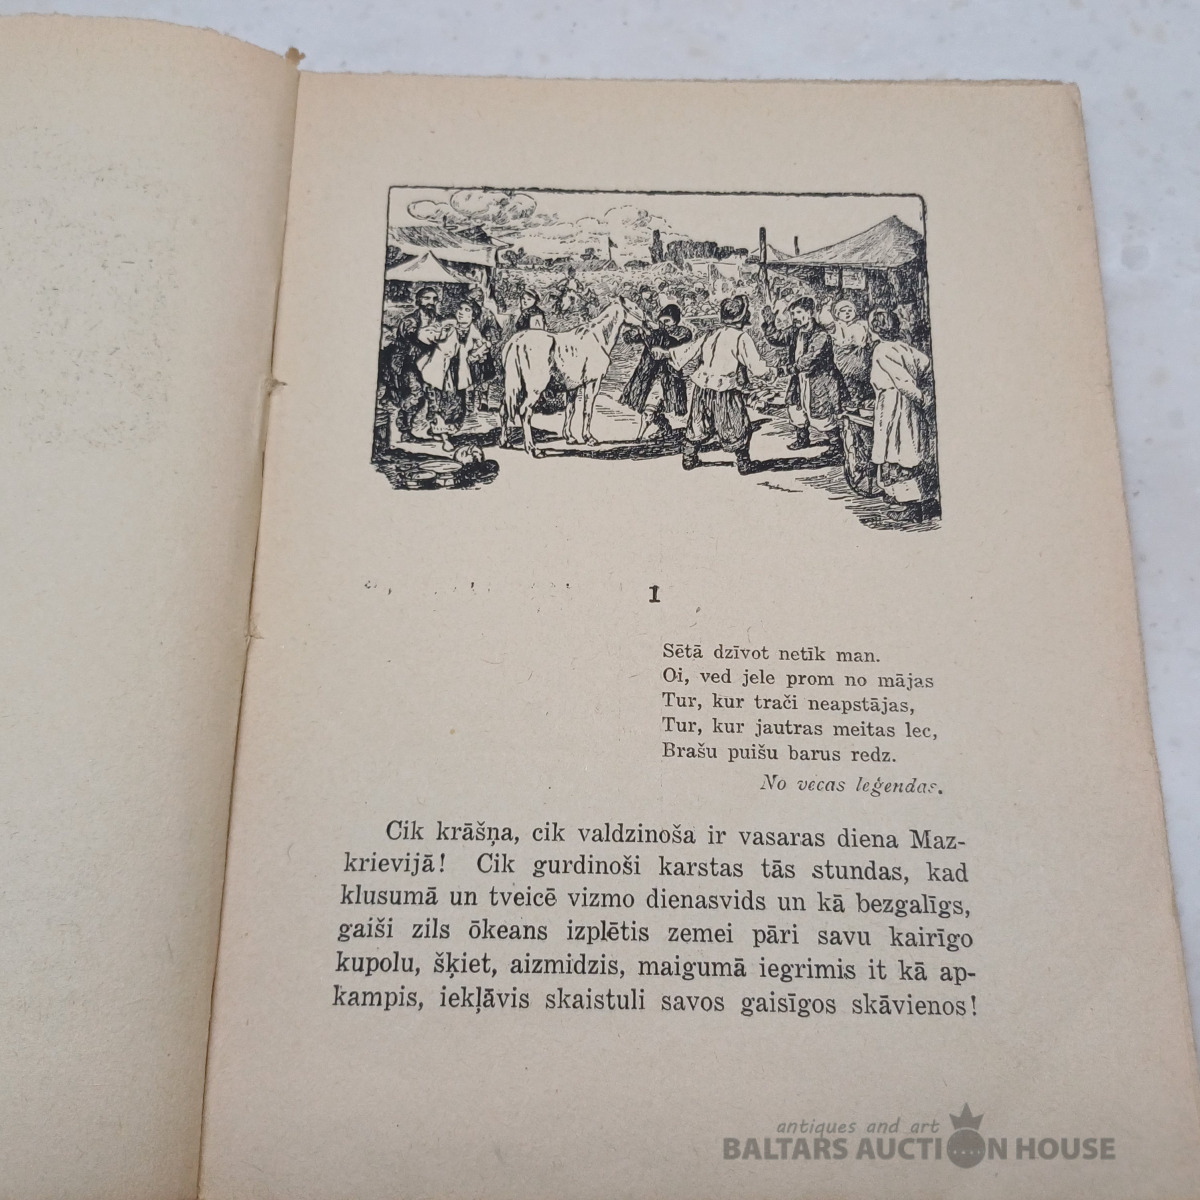 1
Sētā dzīvot netīk man.
Oi, ved jele prom no mājas
Tur, kur trači neapstājas,
Tur, kur jautras meitas lec,
Brašu puišu barus redz.
No vecas leģendas.
Cik krāšņa, cik valdzinoša ir vasaras diena Maz-
krievijā! Cik gurdinoši karstas tās stundas, kad
klusumā un tveicē vizmo dienasvids un kā bezgalīgs,
gaiši zils ōkeans izplētis zemei pāri savu kairīgo
kupolu, šķiet, aizmidzis, maigumā iegrimis it kā ap-
kampis, iekļāvis skaistuli savos gaisīgos skāvienos!
antiques and art
BALTARS AUCTION HOUSE